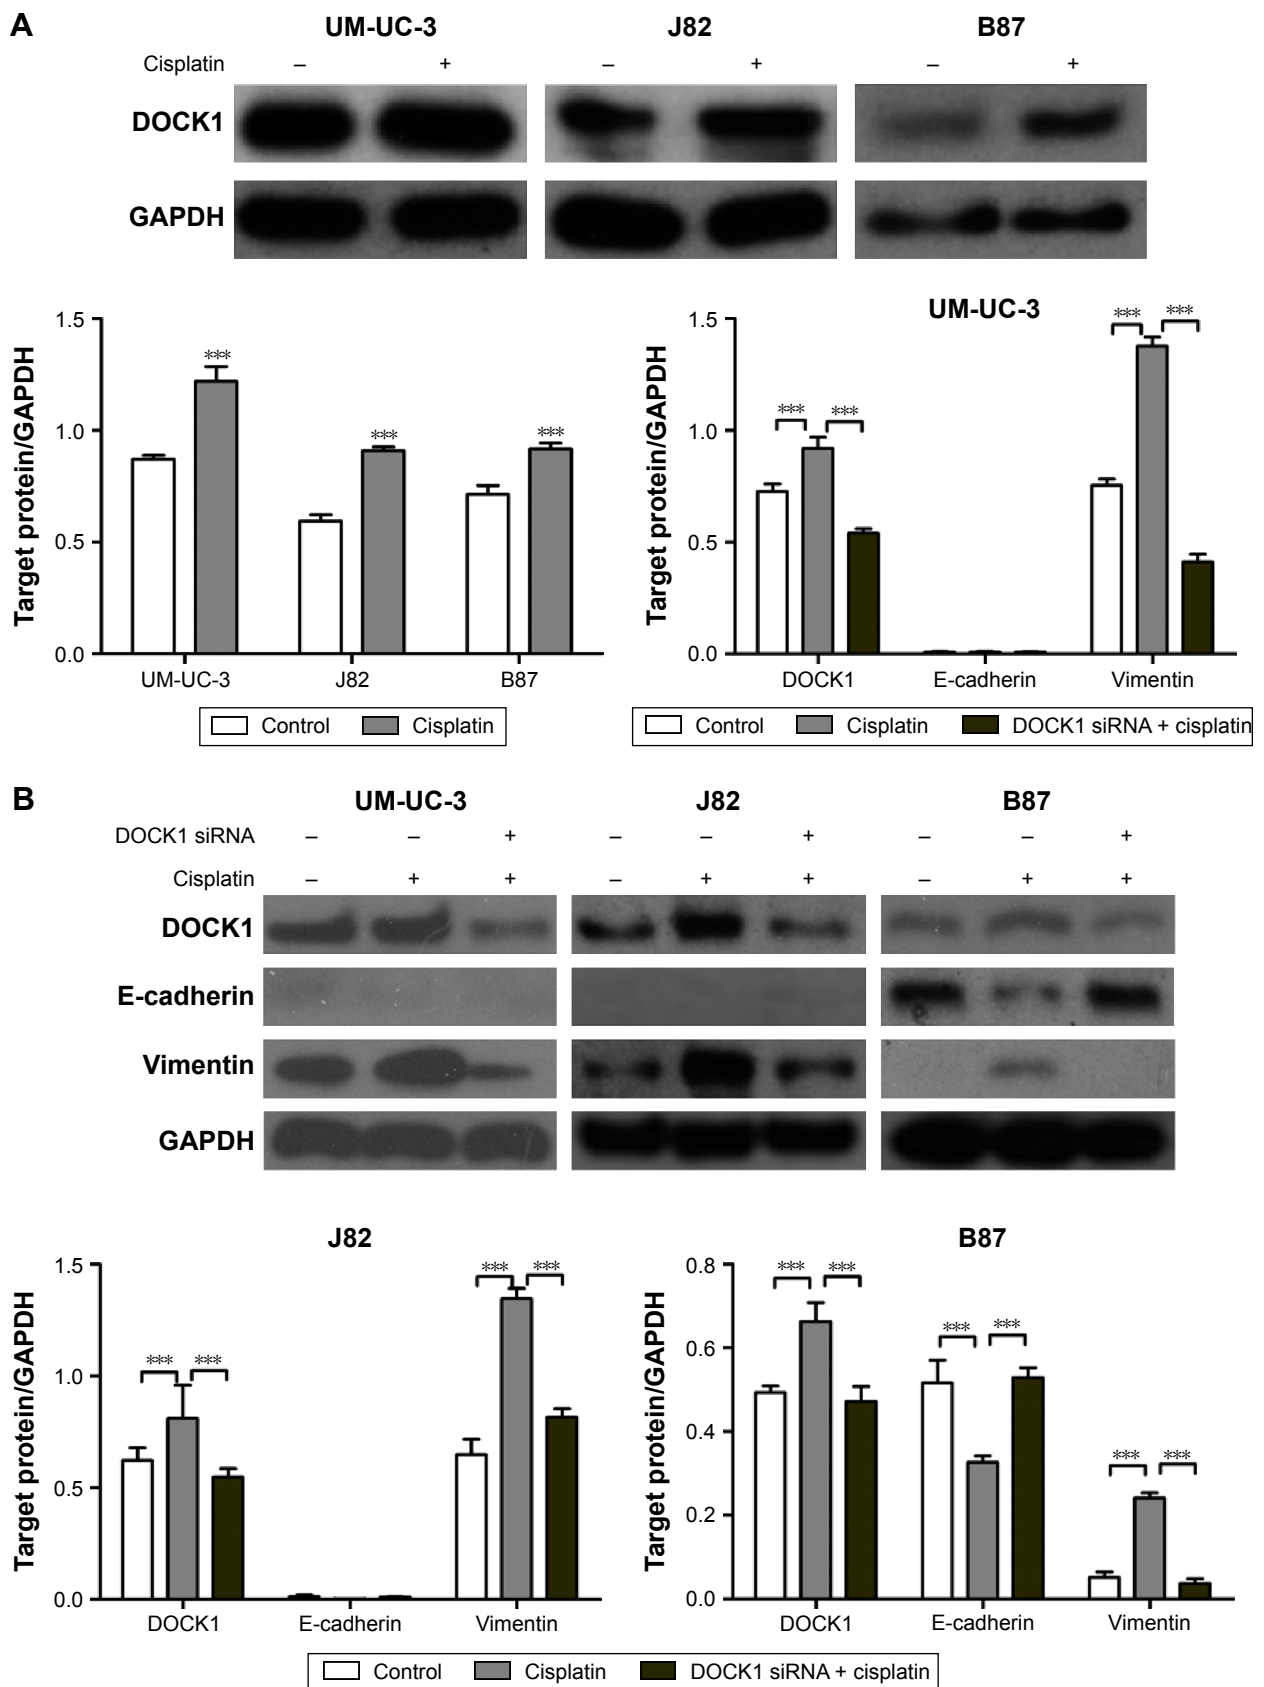 A
UM-UC-3 J82 B87
Cisplatin – + – + – +
DOCK1
GAPDH
UM-UC-3
Target protein/GAPDH
1.5
1.0
0.5
0.0
*** *** ***
UM-UC-3 J82 B87
Control Cisplatin
Target protein/GAPDH
1.5
1.0
0.5
0.0
*** *** *** ***
DOCK1 E-cadherin Vimentin
Control Cisplatin DOCK1 siRNA + cisplatin
B
UM-UC-3 J82 B87
DOCK1 siRNA – – + – – + – – +
Cisplatin – + + – + + – + +
DOCK1
E-cadherin
Vimentin
GAPDH
J82
Target protein/GAPDH
1.5
1.0
0.5
0.0
*** *** *** ***
DOCK1 E-cadherin Vimentin
B87
Target protein/GAPDH
0.8
0.6
0.4
0.2
0.0
*** *** *** *** *** ***
DOCK1 E-cadherin Vimentin
Control Cisplatin DOCK1 siRNA + cisplatin